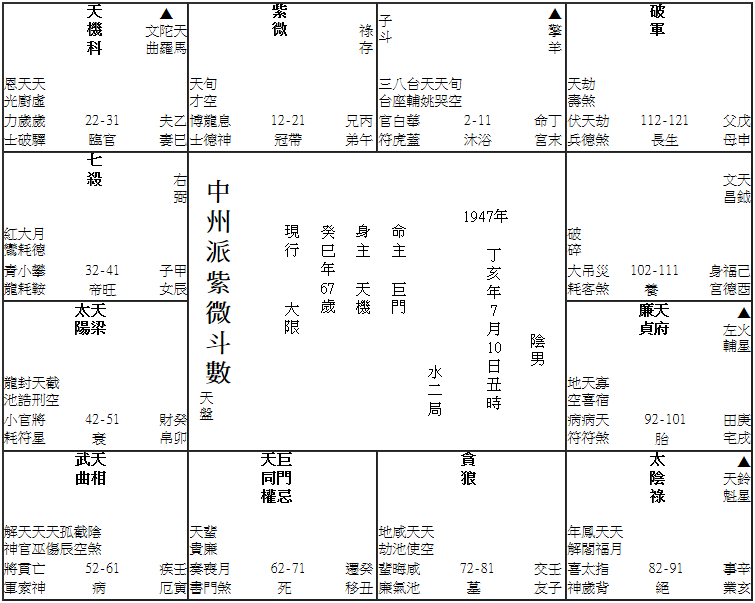 天機科
▲
文曲 陀羅 天馬
恩光 天廚 天虛
力士 歲破 歲驛
22-31
臨官
夫妻 乙巳
紫微
祿存
天才 旬空
博士 龍德 息神
12-21
冠帶
兄弟 丙午
子斗
▲
擎羊
三台 八座 台輔 天姚 天哭 旬空
官符 白虎 華蓋
2-11
沐浴
命宮 丁未
破軍
天壽 劫煞
伏兵 天德 劫煞
112-121
長生
父母 戊申
七殺
右弼
紅鸞 大耗 月德
青龍 小耗 攀鞍
32-41
帝旺
子女 甲辰
陰男
1947年
丁亥年7月10日丑時
水二局
命主 巨門
身主 天機
癸巳年67歲
現行 大限
中州派紫微斗數
天盤
文昌 天鉞
破碎
大耗 吊客 災煞
102-111
養
身宮 福德 己酉
太陽 天梁
龍池 封誥 天刑 截空
小耗 官符 將星
42-51
衰
財帛 癸卯
廉貞 天府
▲
左輔 火星
地空 天喜 寡宿
病符 病符 天煞
92-101
胎
田宅 庚戌
武曲 天相
解神 天官 天巫 天傷 孤辰 截空 陰煞
將軍 貫索 亡神
52-61
病
疾厄 壬寅
天同權 巨門忌
天貴 蜚廉
奏書 喪門 月煞
62-71
死
遷移 癸丑
貪狼
地劫 咸池 天使 天空
蜚廉 晦氣 咸池
72-81
墓
交友 壬子
太陰祿
▲
天魁 鈴星
年解 鳳閣 天福 天月
喜神 太歲 指背
82-91
絕
事業 辛亥